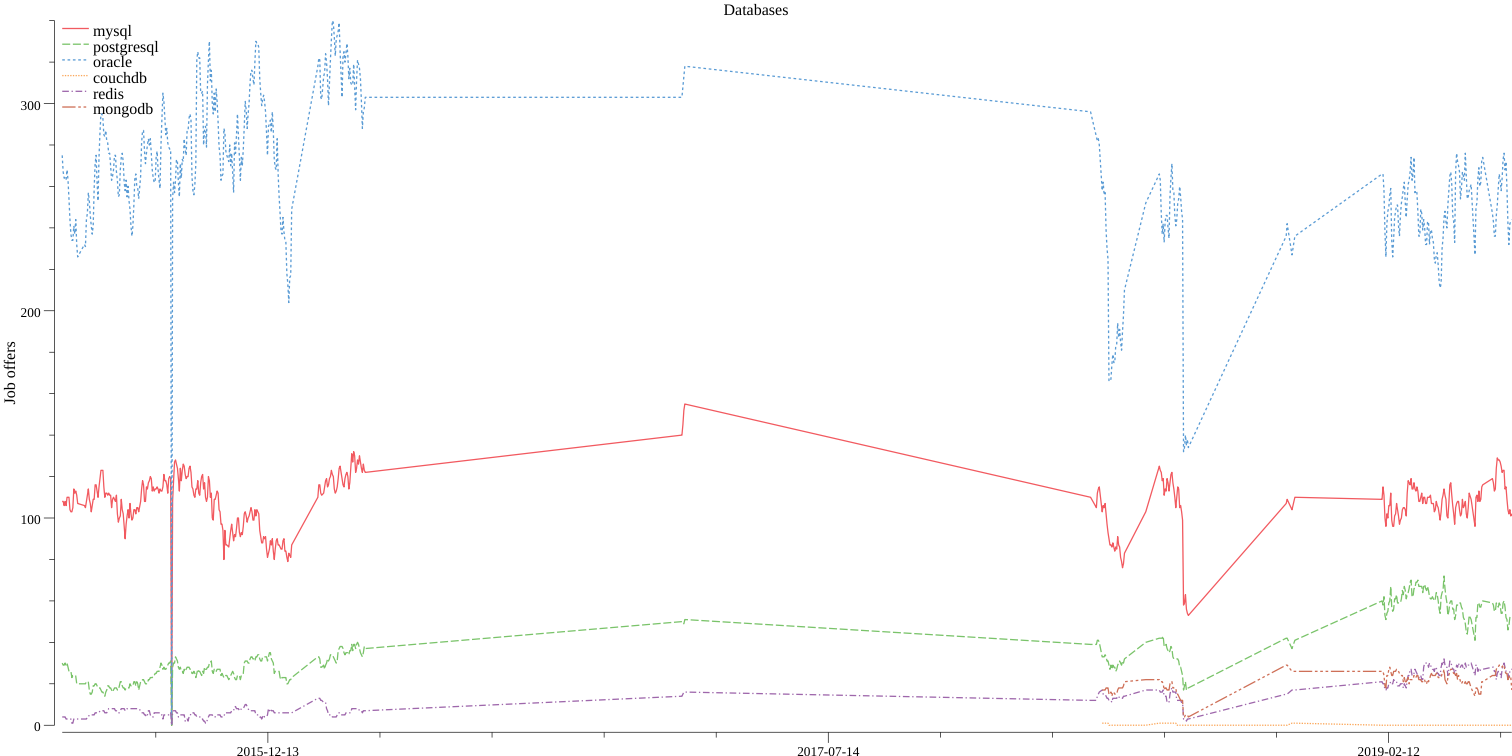 Databases
mysql
postgresql
oracle
couchdb
redis
mongodb
300
200
100
0
Job offers
2015-12-13
2017-07-14
2019-02-12